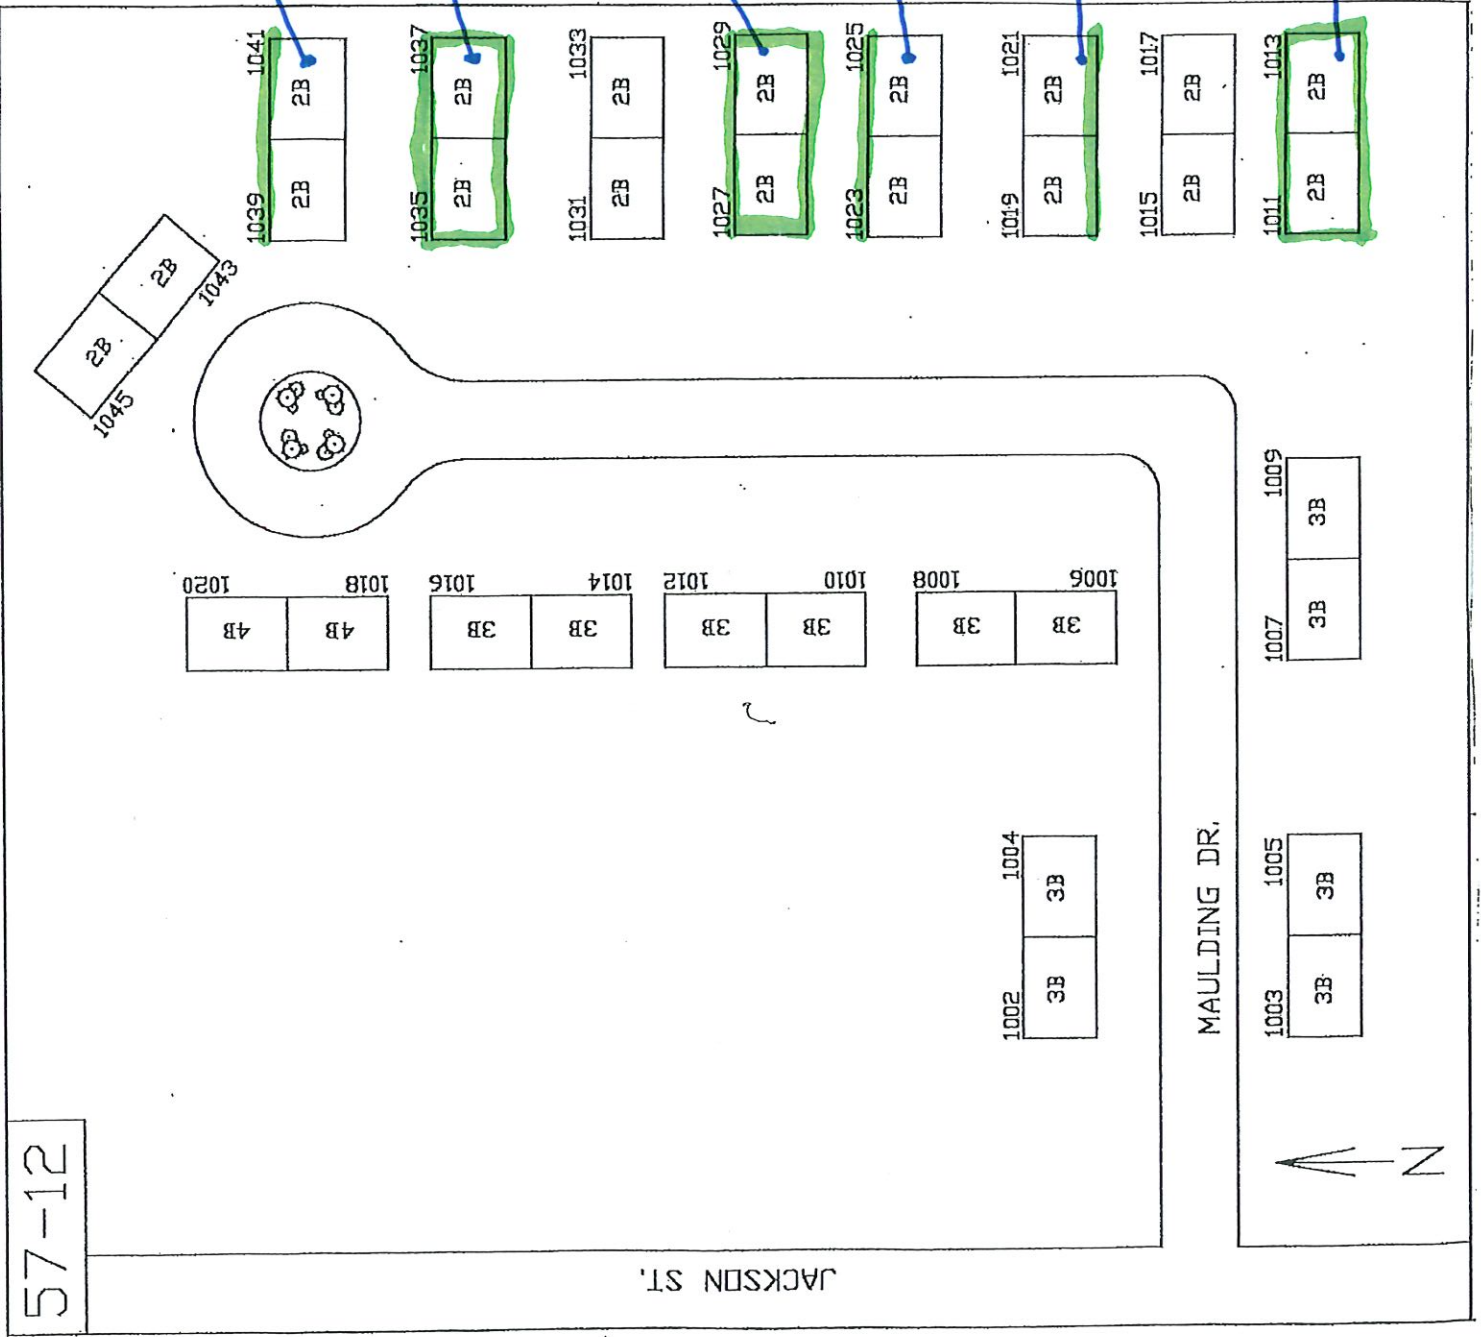 1041
2B
1039
2B
1037
2B
1035
2B
1033
2B
1031
2B
1029
2B
1027
2B
1025
2B
1023
2B
1021
2B
1019
2B
1017
2B
1015
2B
1013
2B
1011
2B
1043
2B
1045
2B
1020
4B
1018
4B
1016
3B
1014
3B
1012
3B
1010
3B
1008
3B
1006
3B
1009
3B
1007
3B
1004
3B
1002
3B
1005
3B
1003
3B
MAULDING DR.
JACKSON ST.
N
57-12